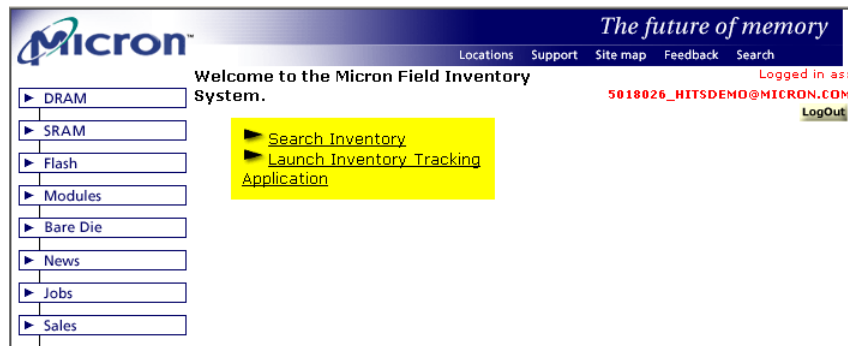 Micron™
The future of memory
Locations Support Site map Feedback Search
Welcome to the Micron Field Inventory
System.
Logged in as:
5018026_HITSDEMO@MICRON.COM
LogOut
DRAM
SRAM
Flash
Modules
Bare Die
News
Jobs
Sales
Search Inventory
Launch Inventory Tracking
Application